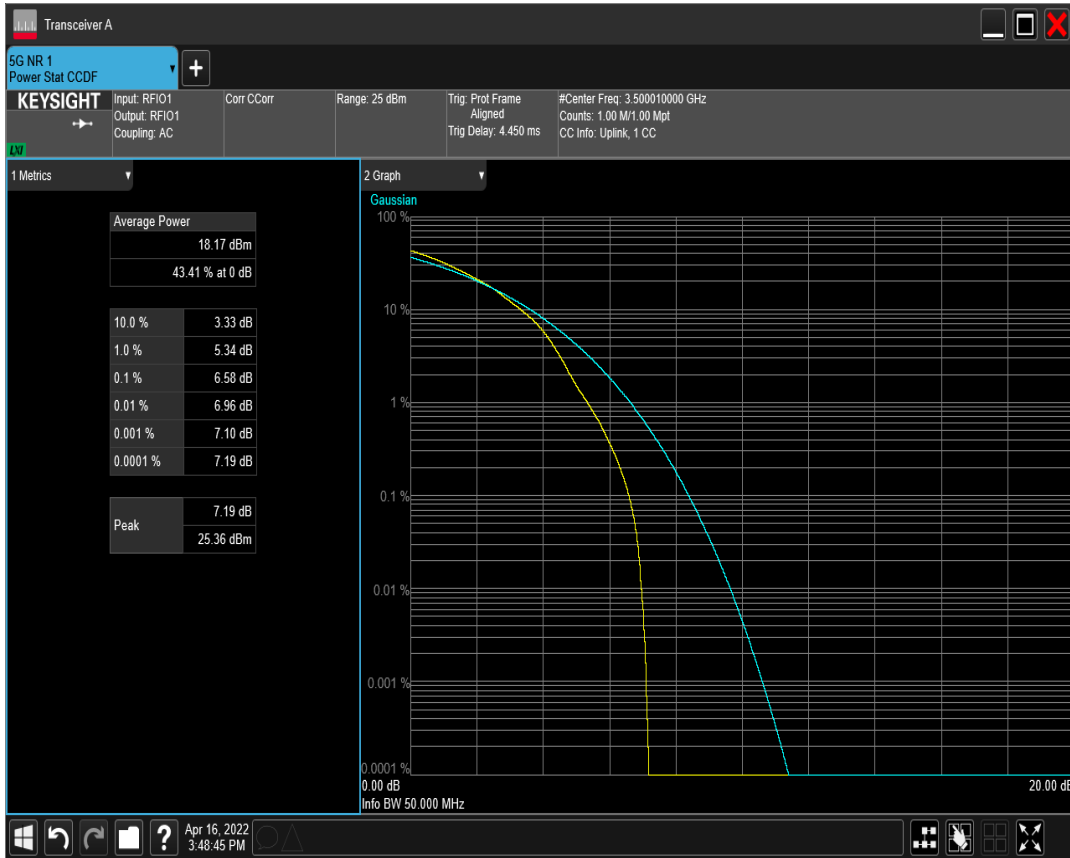 Transceiver A
5G NR 1
Power Stat CCDF
KEYSIGHT
LXI
Input: RFIO1
Output: RFIO1
Coupling: AC
Corr CCorr
Range: 25 dBm
Trig: Prot Frame
Aligned
Trig Delay: 4.450 ms
#Center Freq: 3.500010000 GHz
Counts: 1.00 M/1.00 Mpt
CC Info: Uplink, 1 CC
1 Metrics
Average Power
18.17 dBm
43.41 % at 0 dB
10.0 % 3.33 dB
1.0 % 5.34 dB
0.1 % 6.58 dB
0.01 % 6.96 dB
0.001 % 7.10 dB
0.0001 % 7.19 dB
Peak
7.19 dB
25.36 dBm
2 Graph
Gaussian
100 %
10 %
1 %
0.1 %
0.01 %
0.001 %
0.0001 %
0.00 dB 20.00 dB
Info BW 50.000 MHz
Apr 16, 2022
3:48:45 PM